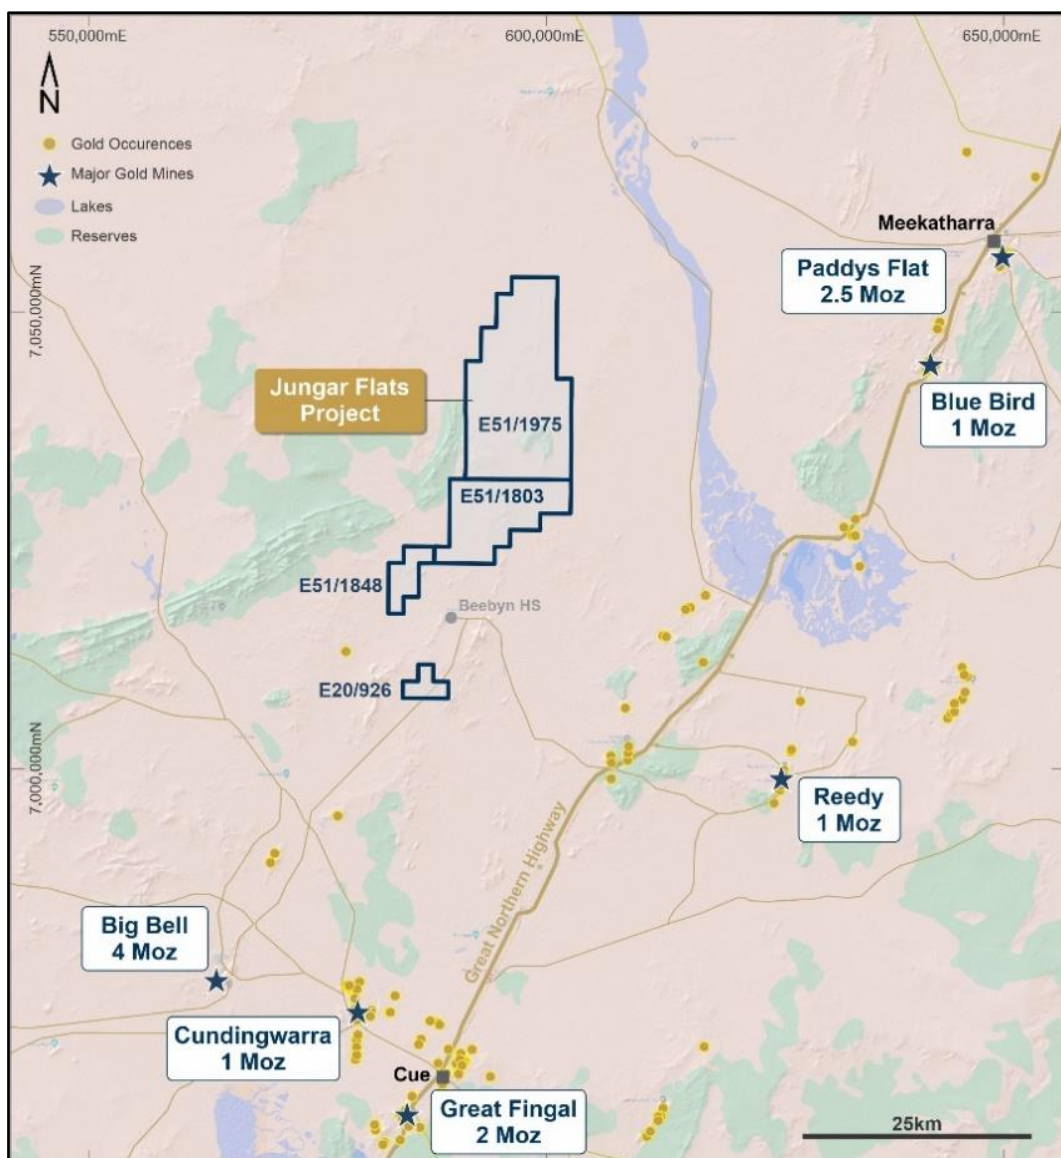 550,000mE
600,000mE
650,000mE
N
Gold Occurences
Major Gold Mines
Lakes
Reserves
Meekatharra
Paddys Flat
2.5 Moz
7,050,000mN
Blue Bird
1 Moz
Jungar Flats
Project
E51/1975
E51/1803
E51/1848
Beebyn HS
E20/926
7,000,000mN
Reedy
1 Moz
Great Northern Highway
Big Bell
4 Moz
Cundingwarra
1 Moz
Cue
Great Fingal
2 Moz
25km